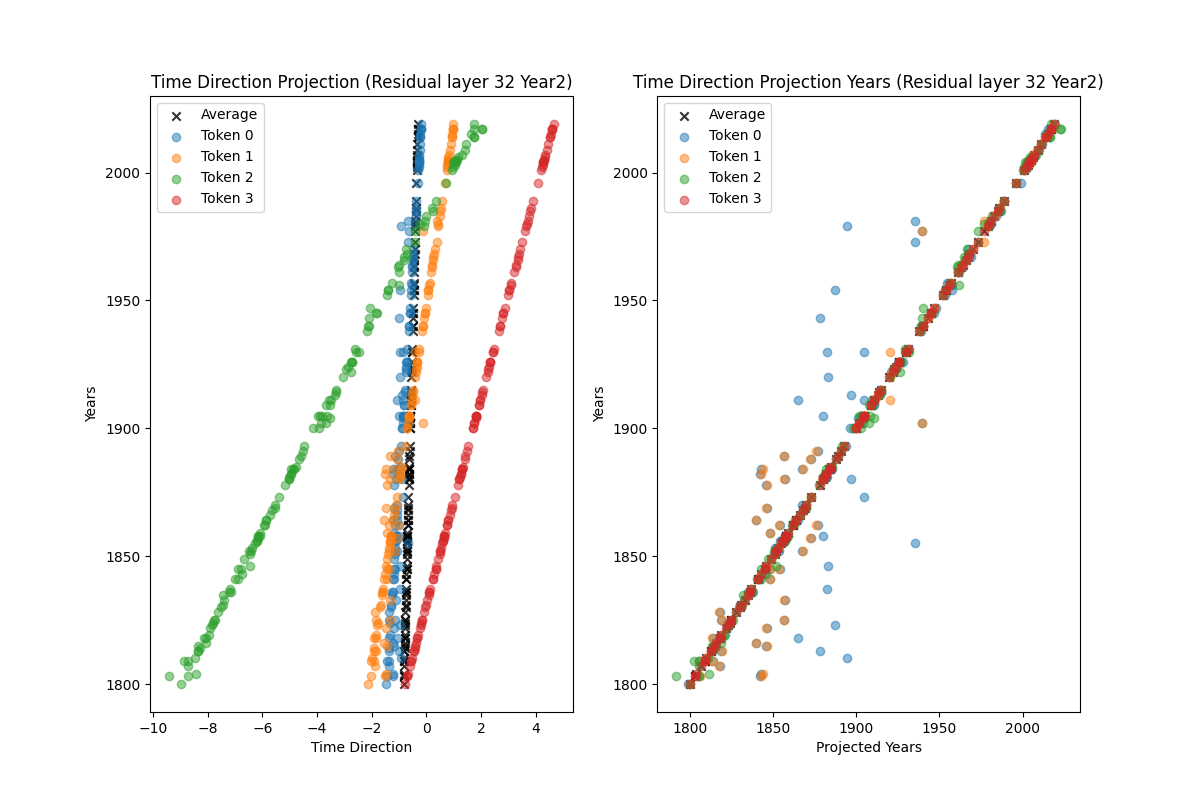 Time Direction Projection (Residual layer 32 Year2)
Average
Token 0
Token 1
Token 2
Token 3
2000
1950
1900
1850
1800
Years
−10
−8
−6
−4
−2
0
2
4
Time Direction
Time Direction Projection Years (Residual layer 32 Year2)
Average
Token 0
Token 1
Token 2
Token 3
2000
1950
1900
1850
1800
Years
1800
1850
1900
1950
2000
Projected Years